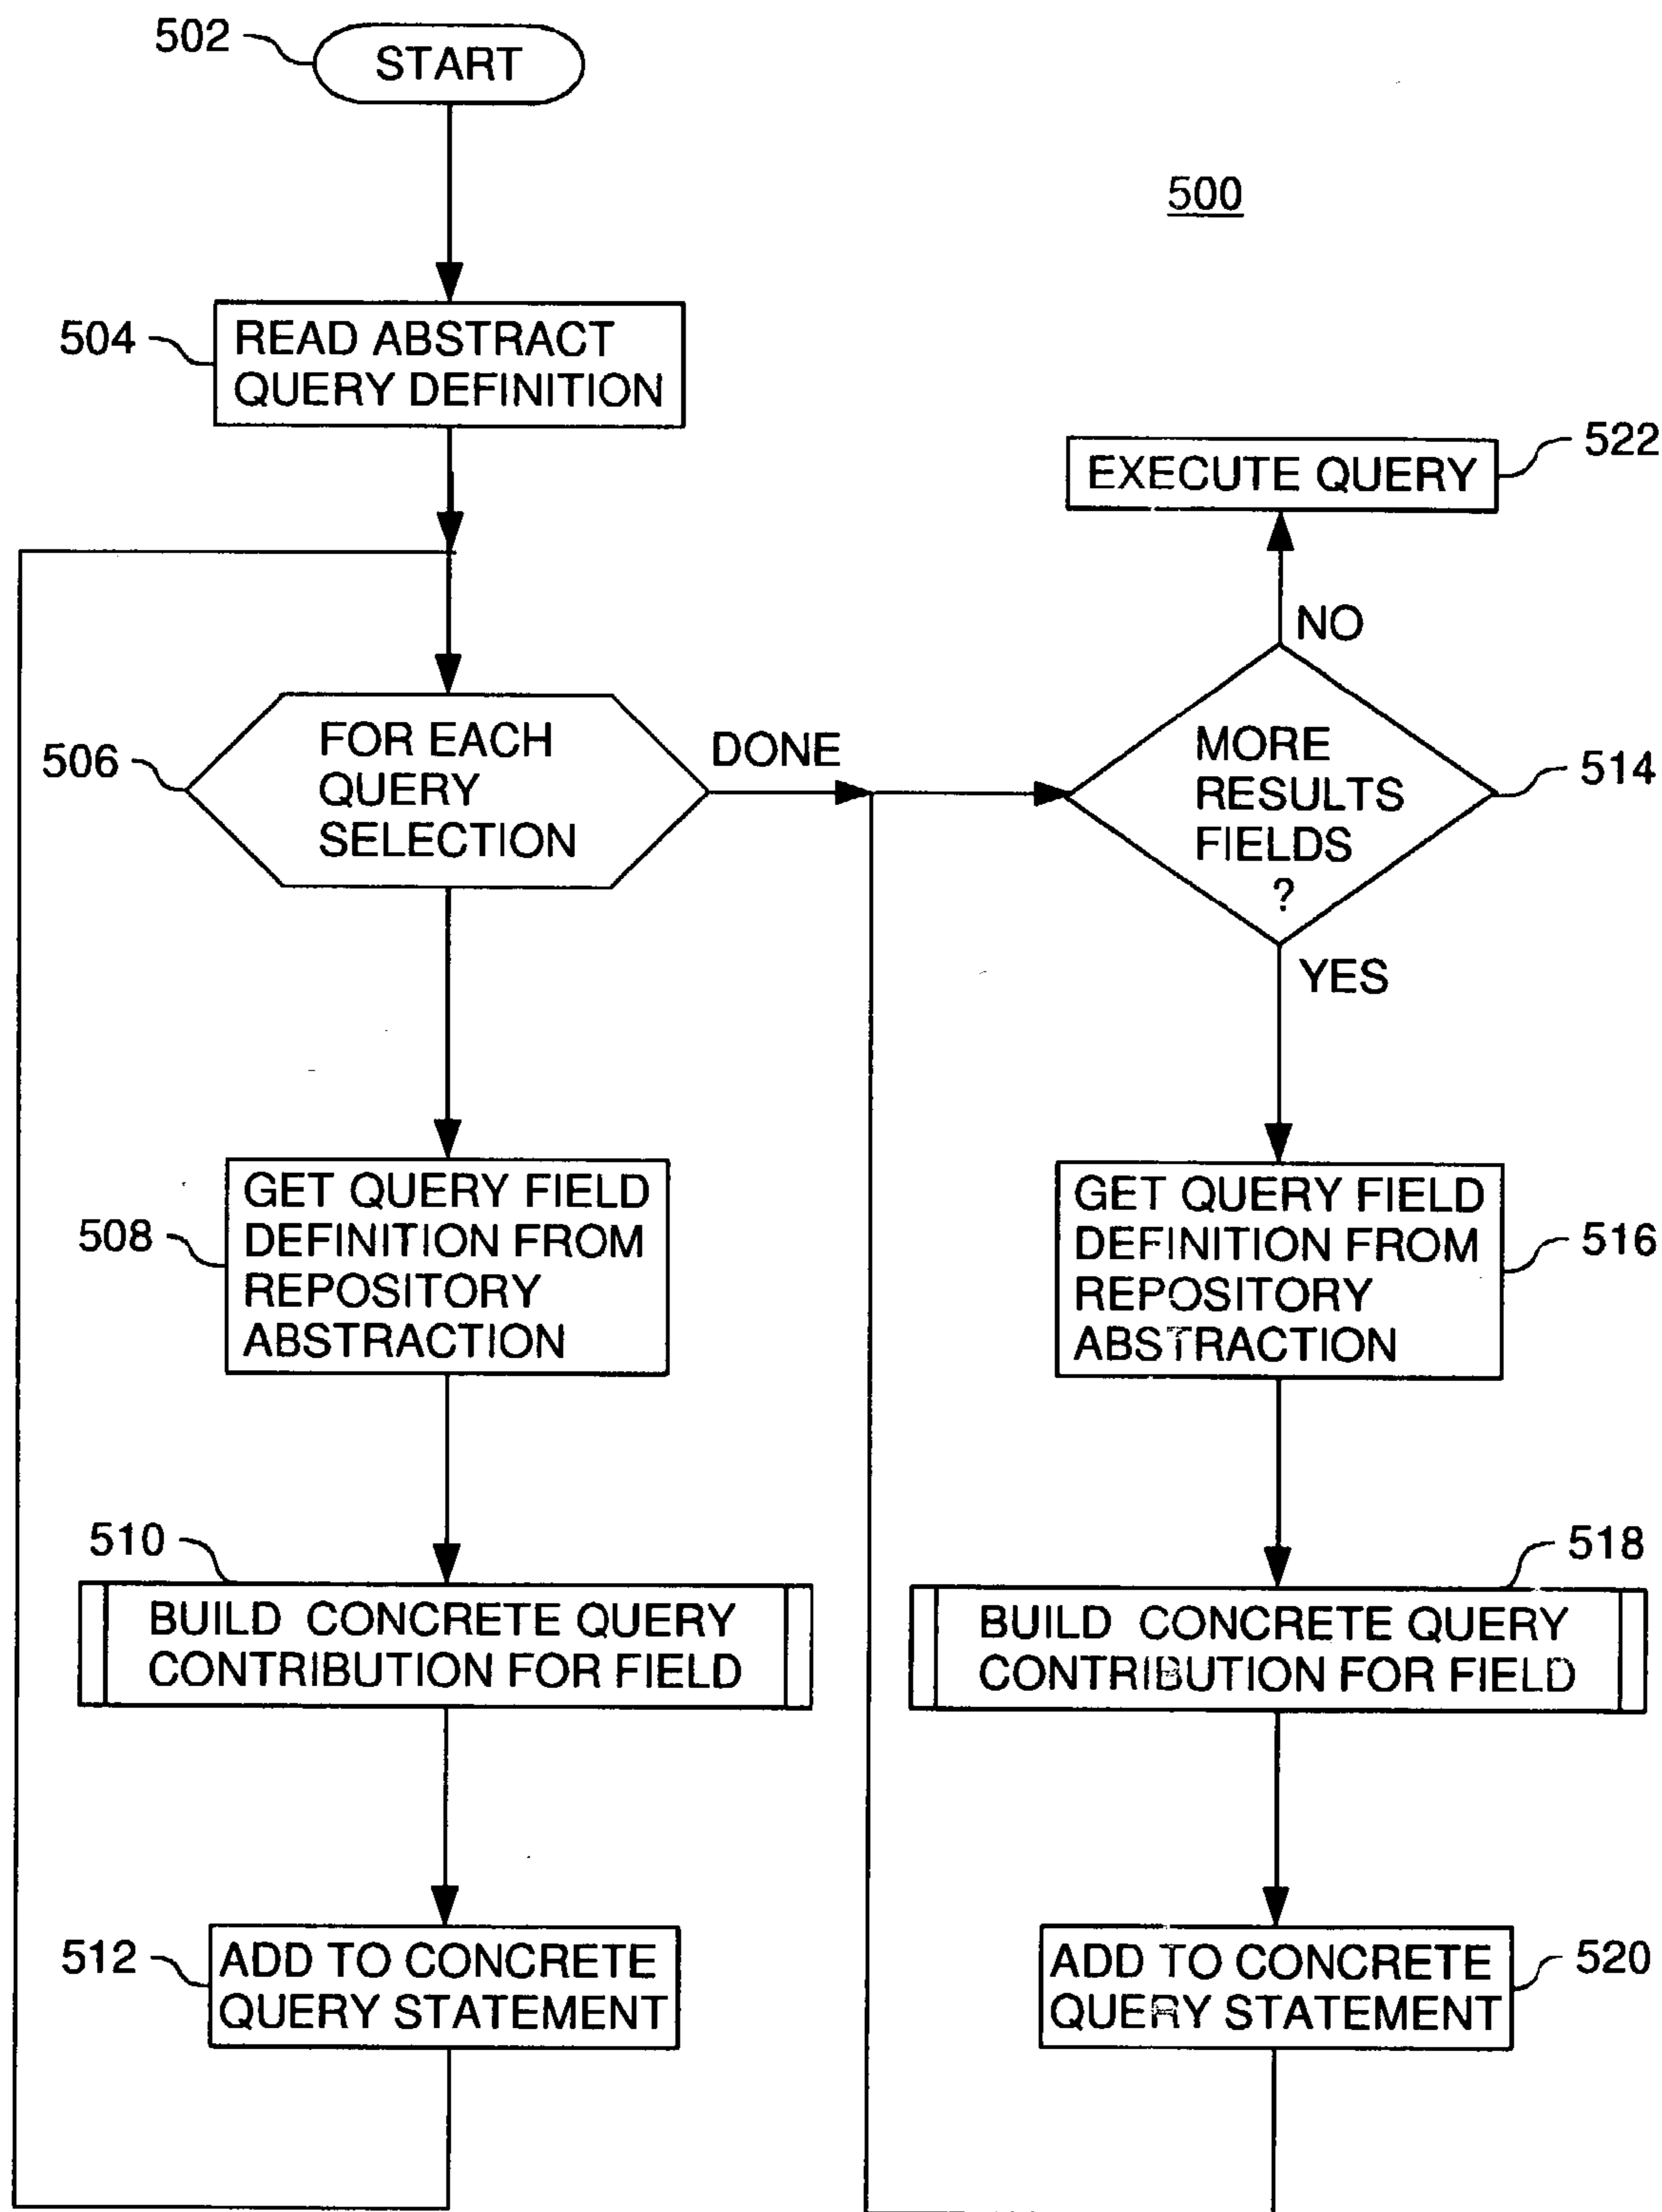 502
START
500
504
READ ABSTRACT
QUERY DEFINITION
522
EXECUTE QUERY
NO
506
FOR EACH
QUERY
SELECTION
DONE
MORE
RESULTS
FIELDS
?
514
YES
508
GET QUERY FIELD
DEFINITION FROM
REPOSITORY
ABSTRACTION
GET QUERY FIELD
DEFINITION FROM
REPOSITORY
ABSTRACTION
516
510
BUILD CONCRETE QUERY
CONTRIBUTION FOR FIELD
518
BUILD CONCRETE QUERY
CONTRIBUTION FOR FIELD
512
ADD TO CONCRETE
QUERY STATEMENT
ADD TO CONCRETE
QUERY STATEMENT
520